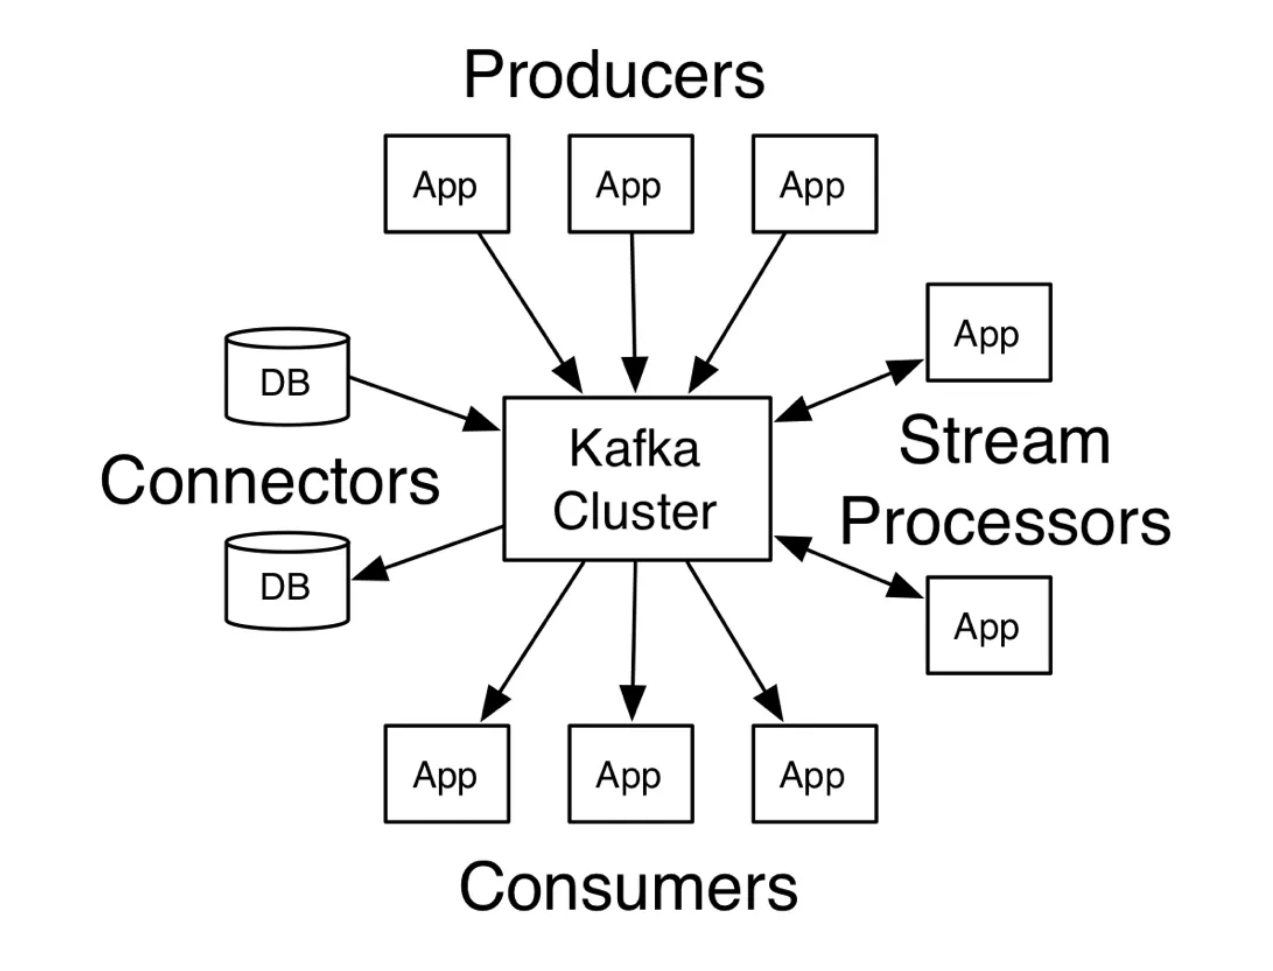 Producers
App
App
App
App
DB
Kafka
Cluster
Stream
Processors
Connectors
DB
App
App
App
App
Consumers